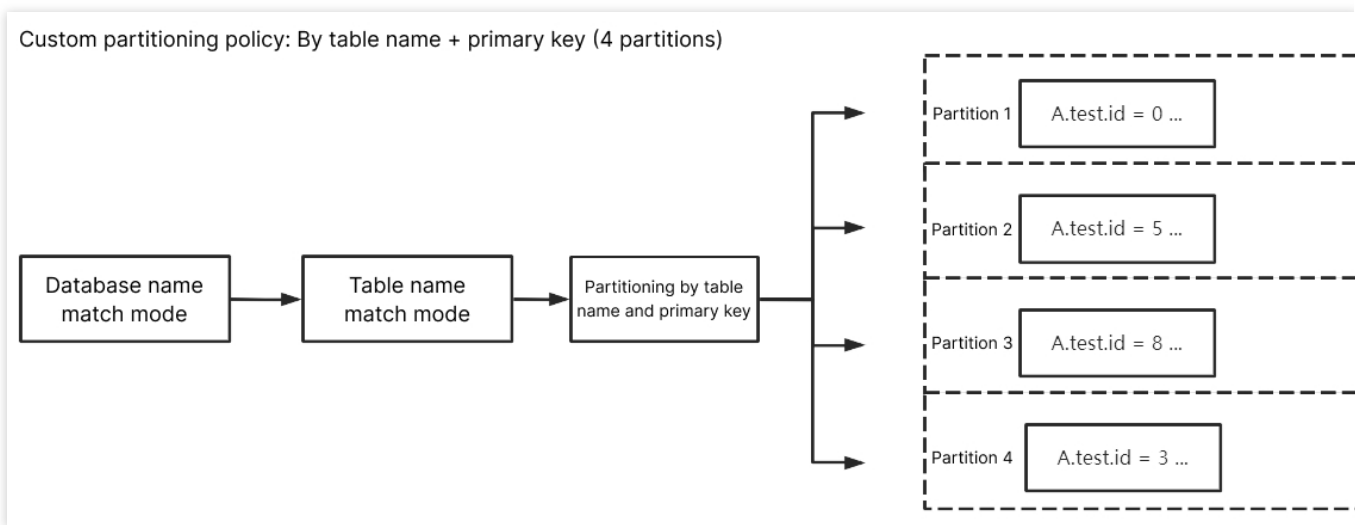 Custom partitioning policy: By table name + primary key (4 partitions)
Database name
match mode
Table name
match mode
Partitioning by table
name and primary key
Partition 1
A.test.id = 0 ...
Partition 2
A.test.id = 5 ...
Partition 3
A.test.id = 8 ...
Partition 4
A.test.id = 3 ...